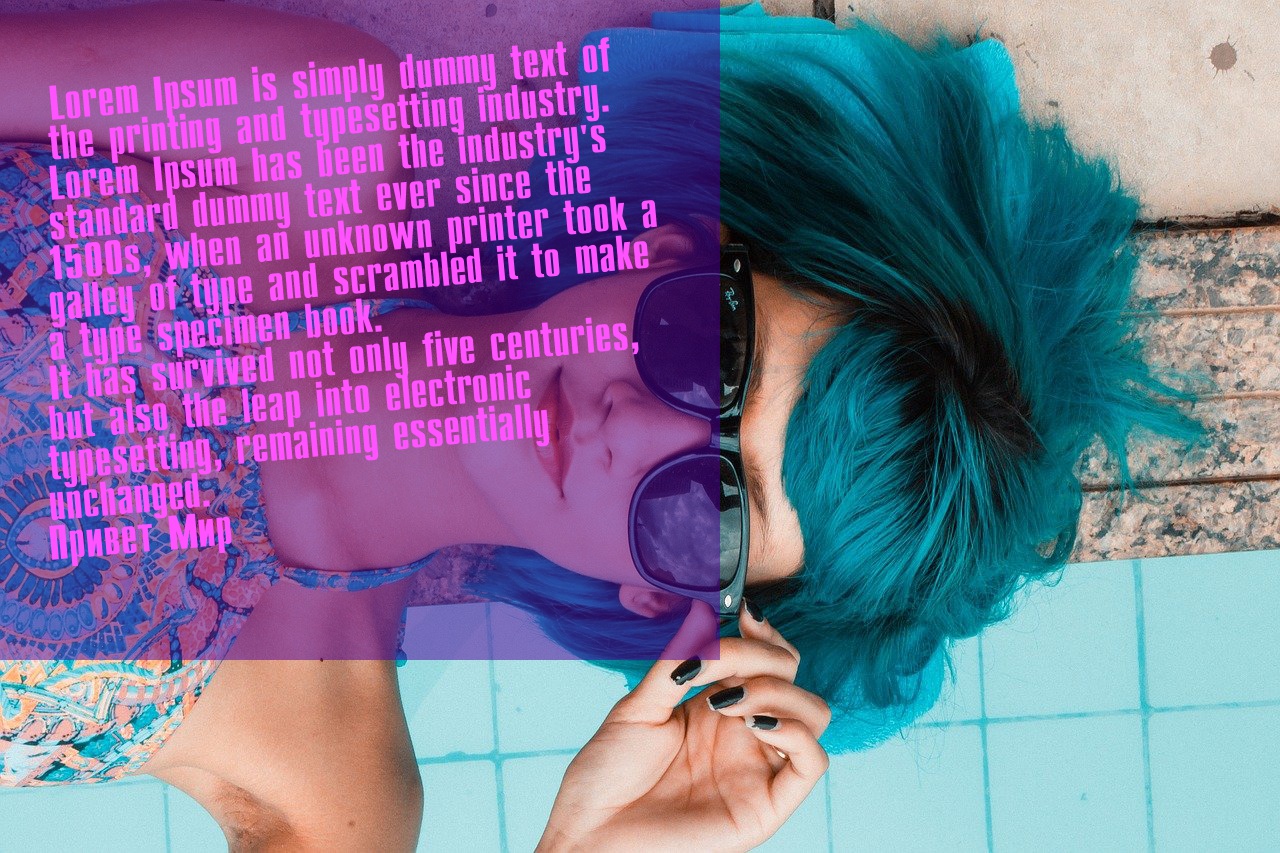 Lorem Ipsum is simply dummy text of
the printing and typesetting industry.
Lorem Ipsum has been the industry's
standard dummy text ever since the
1500s, when an unknown printer took a
galley of type and scrambled it to make
a type specimen book.
It has survived not only five centuries,
but also the leap into electronic
typesetting, remaining essentially
unchanged.
Привет Мир
Ray-Ban